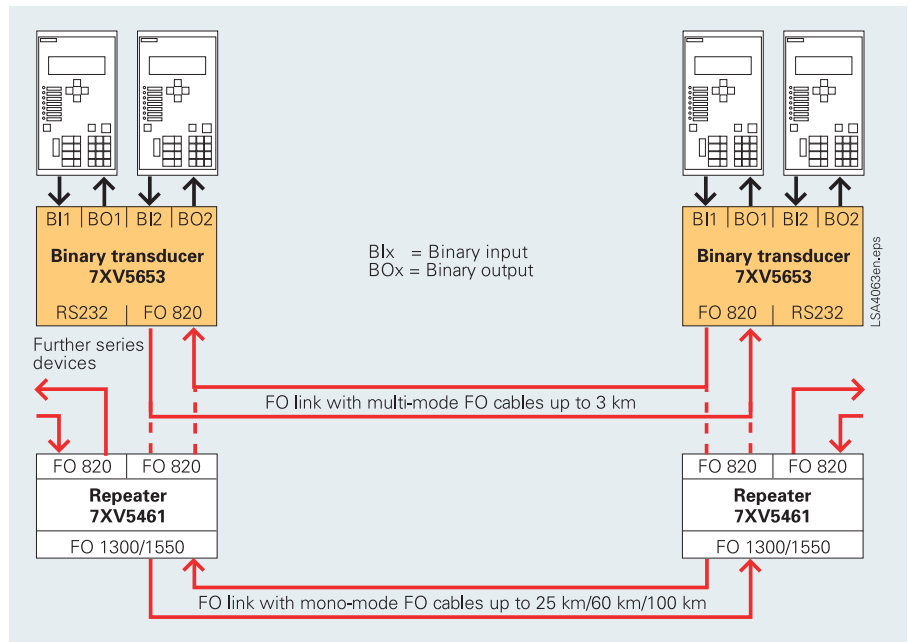 BI1 BO1 BI2 BO2
Binary transducer
7XV5653
RS232 FO 820
BIx = Binary input
BOx = Binary output
BI1 BO1 BI2 BO2
Binary transducer
7XV5653
FO 820 RS232
LSA4063en.eps
Further series
devices
FO link with multi-mode FO cables up to 3 km
FO 820 FO 820
Repeater
7XV5461
FO 1300/1550
FO 820 FO 820
Repeater
7XV5461
FO 1300/1550
FO link with mono-mode FO cables up to 25 km/60 km/100 km